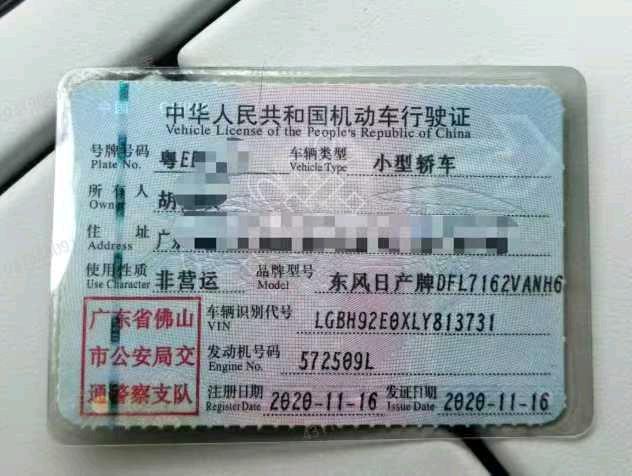 中华人民共和国机动车行驶证
Vehicle License of the People's Republic of China
号牌号码 粤E 车辆类型 小型轿车
Plate No. Vehicle Type
所有人 胡
Owner
住址 广
Address
使用性质 非营运 品牌型号 东风日产牌DFL7162VANH6
Use Character Model
广东省佛山 车辆识别代号 LGBH92E0XLY813731
VIN
市公安局交 发动机号码 572509L
Engine No.
通警察支队 注册日期 2020-11-16 发证日期 2020-11-16
Register Date Issue Date